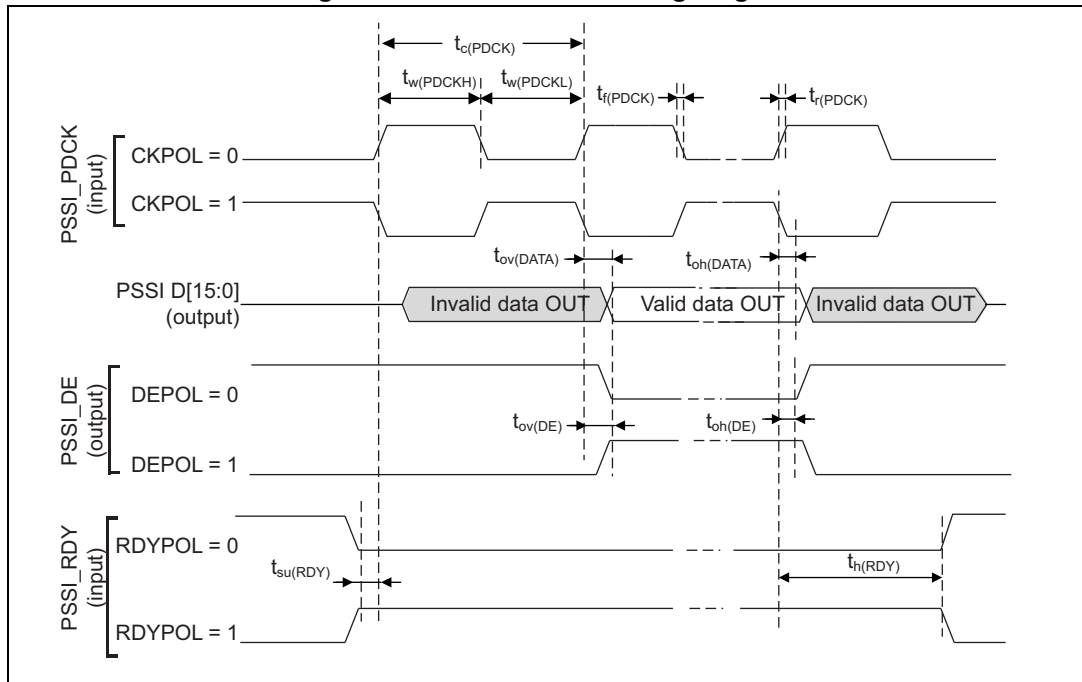 tc(PDCK)
tw(PDCKH) tw(PDCKL)
tf(PDCK)
tr(PDCK)
PSSI_PDCK
(input)
CKPOL = 0
CKPOL = 1
tov(DATA)
toh(DATA)
PSSI D[15:0]
(output)
Invalid data OUT
Valid data OUT
Invalid data OUT
PSSI_DE
(output)
DEPOL = 0
tov(DE)
toh(DE)
DEPOL = 1
PSSI_RDY
(input)
RDYPOL = 0
tsu(RDY)
th(RDY)
RDYPOL = 1